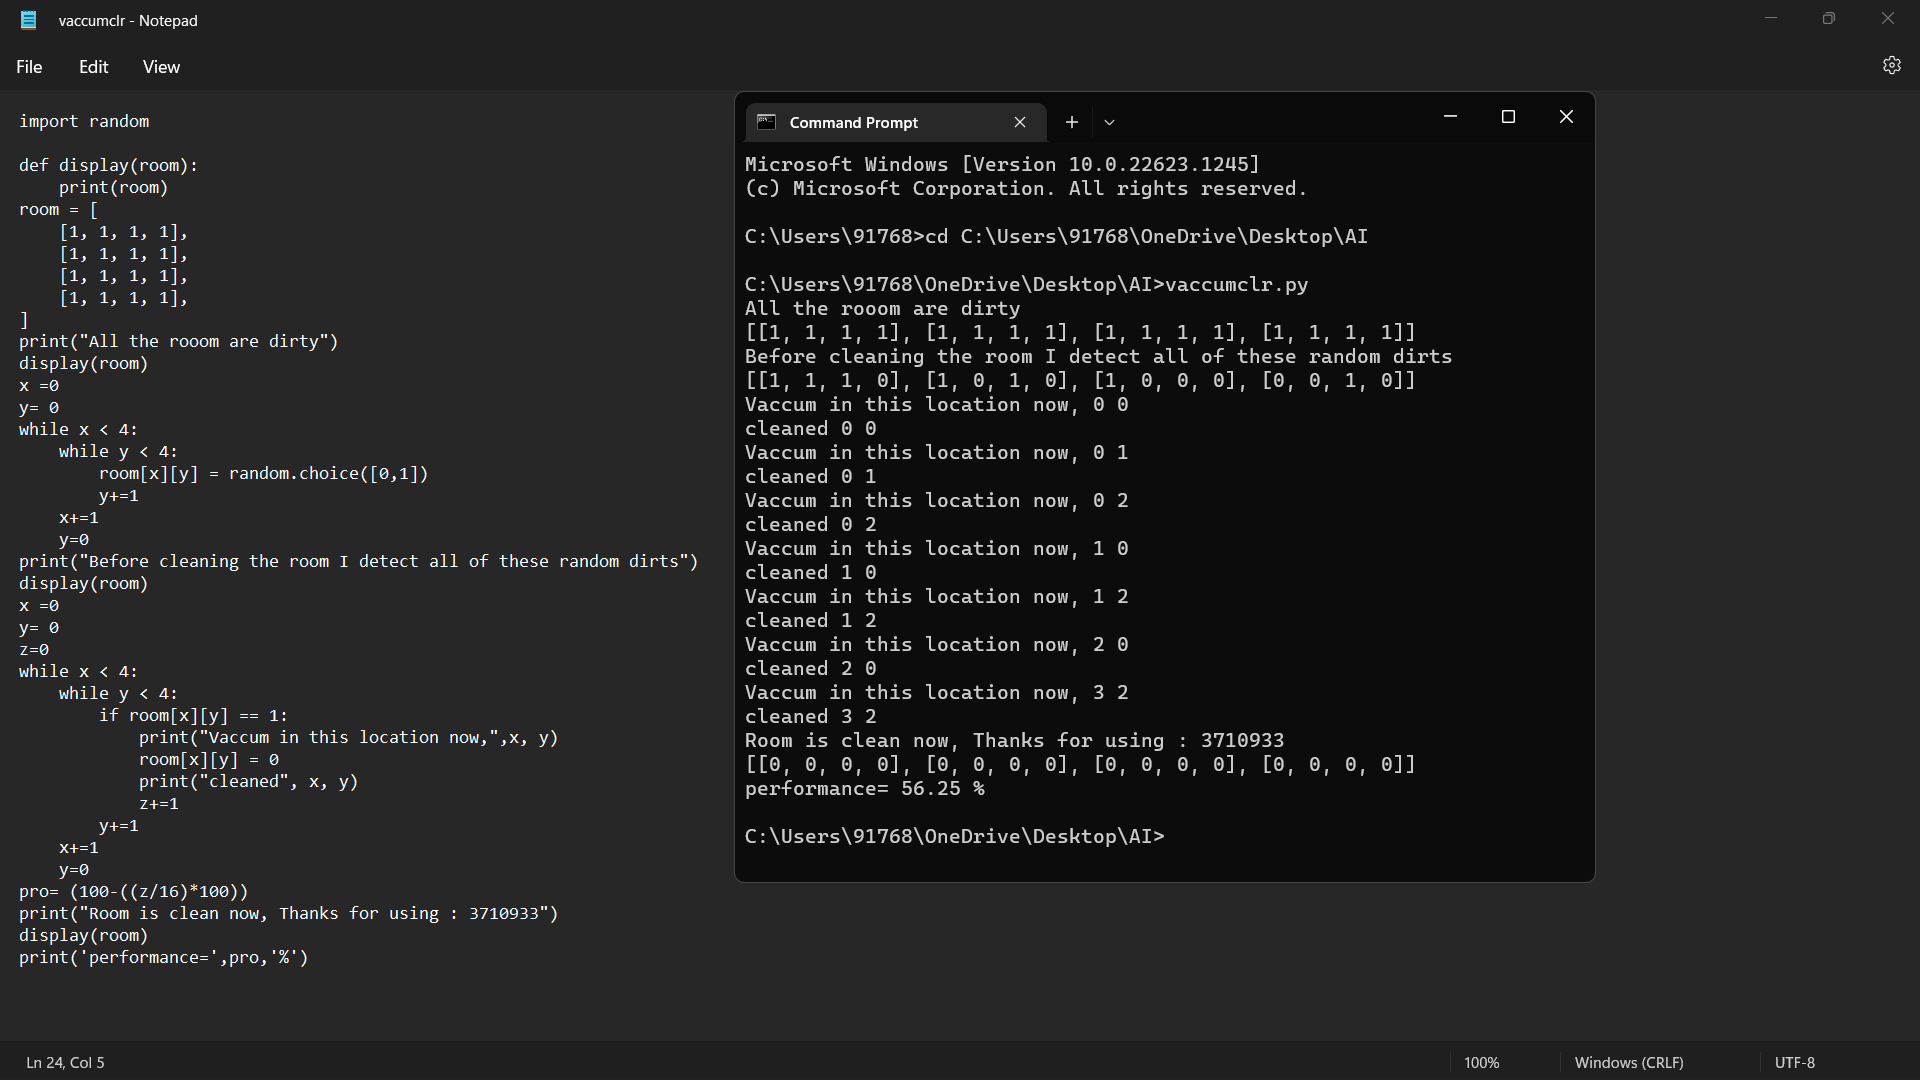 vaccumclr - Notepad
File Edit View
import random

def display(room):
    print(room)
room = [
    [1, 1, 1, 1],
    [1, 1, 1, 1],
    [1, 1, 1, 1],
    [1, 1, 1, 1],
]
print("All the rooom are dirty")
display(room)
x =0
y= 0
while x < 4:
    while y < 4:
        room[x][y] = random.choice([0,1])
        y+=1
    x+=1
    y=0
print("Before cleaning the room I detect all of these random dirts")
display(room)
x =0
y= 0
z=0
while x < 4:
    while y < 4:
        if room[x][y] == 1:
            print("Vaccum in this location now,",x, y)
            room[x][y] = 0
            print("cleaned", x, y)
            z+=1
        y+=1
    x+=1
    y=0
pro= (100-((z/16)*100))
print("Room is clean now, Thanks for using : 3710933")
display(room)
print('performance=',pro,'%')
Command Prompt
Microsoft Windows [Version 10.0.22623.1245]
(c) Microsoft Corporation. All rights reserved.

C:\Users\91768>cd C:\Users\91768\OneDrive\Desktop\AI

C:\Users\91768\OneDrive\Desktop\AI>vaccumclr.py
All the rooom are dirty
[[1, 1, 1, 1], [1, 1, 1, 1], [1, 1, 1, 1], [1, 1, 1, 1]]
Before cleaning the room I detect all of these random dirts
[[1, 1, 1, 0], [1, 0, 1, 0], [1, 0, 0, 0], [0, 0, 1, 0]]
Vaccum in this location now, 0 0
cleaned 0 0
Vaccum in this location now, 0 1
cleaned 0 1
Vaccum in this location now, 0 2
cleaned 0 2
Vaccum in this location now, 1 0
cleaned 1 0
Vaccum in this location now, 1 2
cleaned 1 2
Vaccum in this location now, 2 0
cleaned 2 0
Vaccum in this location now, 3 2
cleaned 3 2
Room is clean now, Thanks for using : 3710933
[[0, 0, 0, 0], [0, 0, 0, 0], [0, 0, 0, 0], [0, 0, 0, 0]]
performance= 56.25 %

C:\Users\91768\OneDrive\Desktop\AI>
Ln 24, Col 5
100%
Windows (CRLF)
UTF-8